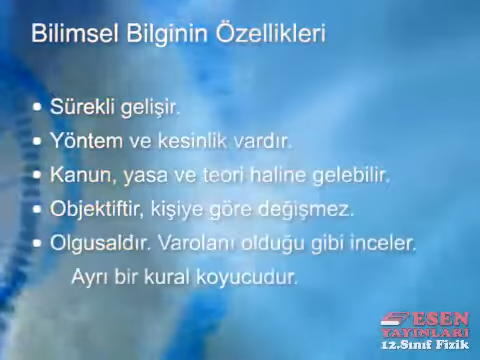 Bilimsel Bilginin Özellikleri
• Sürekli gelişir.
• Yöntem ve kesinlik vardır.
• Kanun, yasa ve teori haline gelebilir.
• Objektiftir, kişiye göre değişmez.
• Olgusaldır. Varolanı olduğu gibi inceler.
Ayrı bir kural koyucudur.
ESEN
YAYINLARI
12.Sınıf Fizik